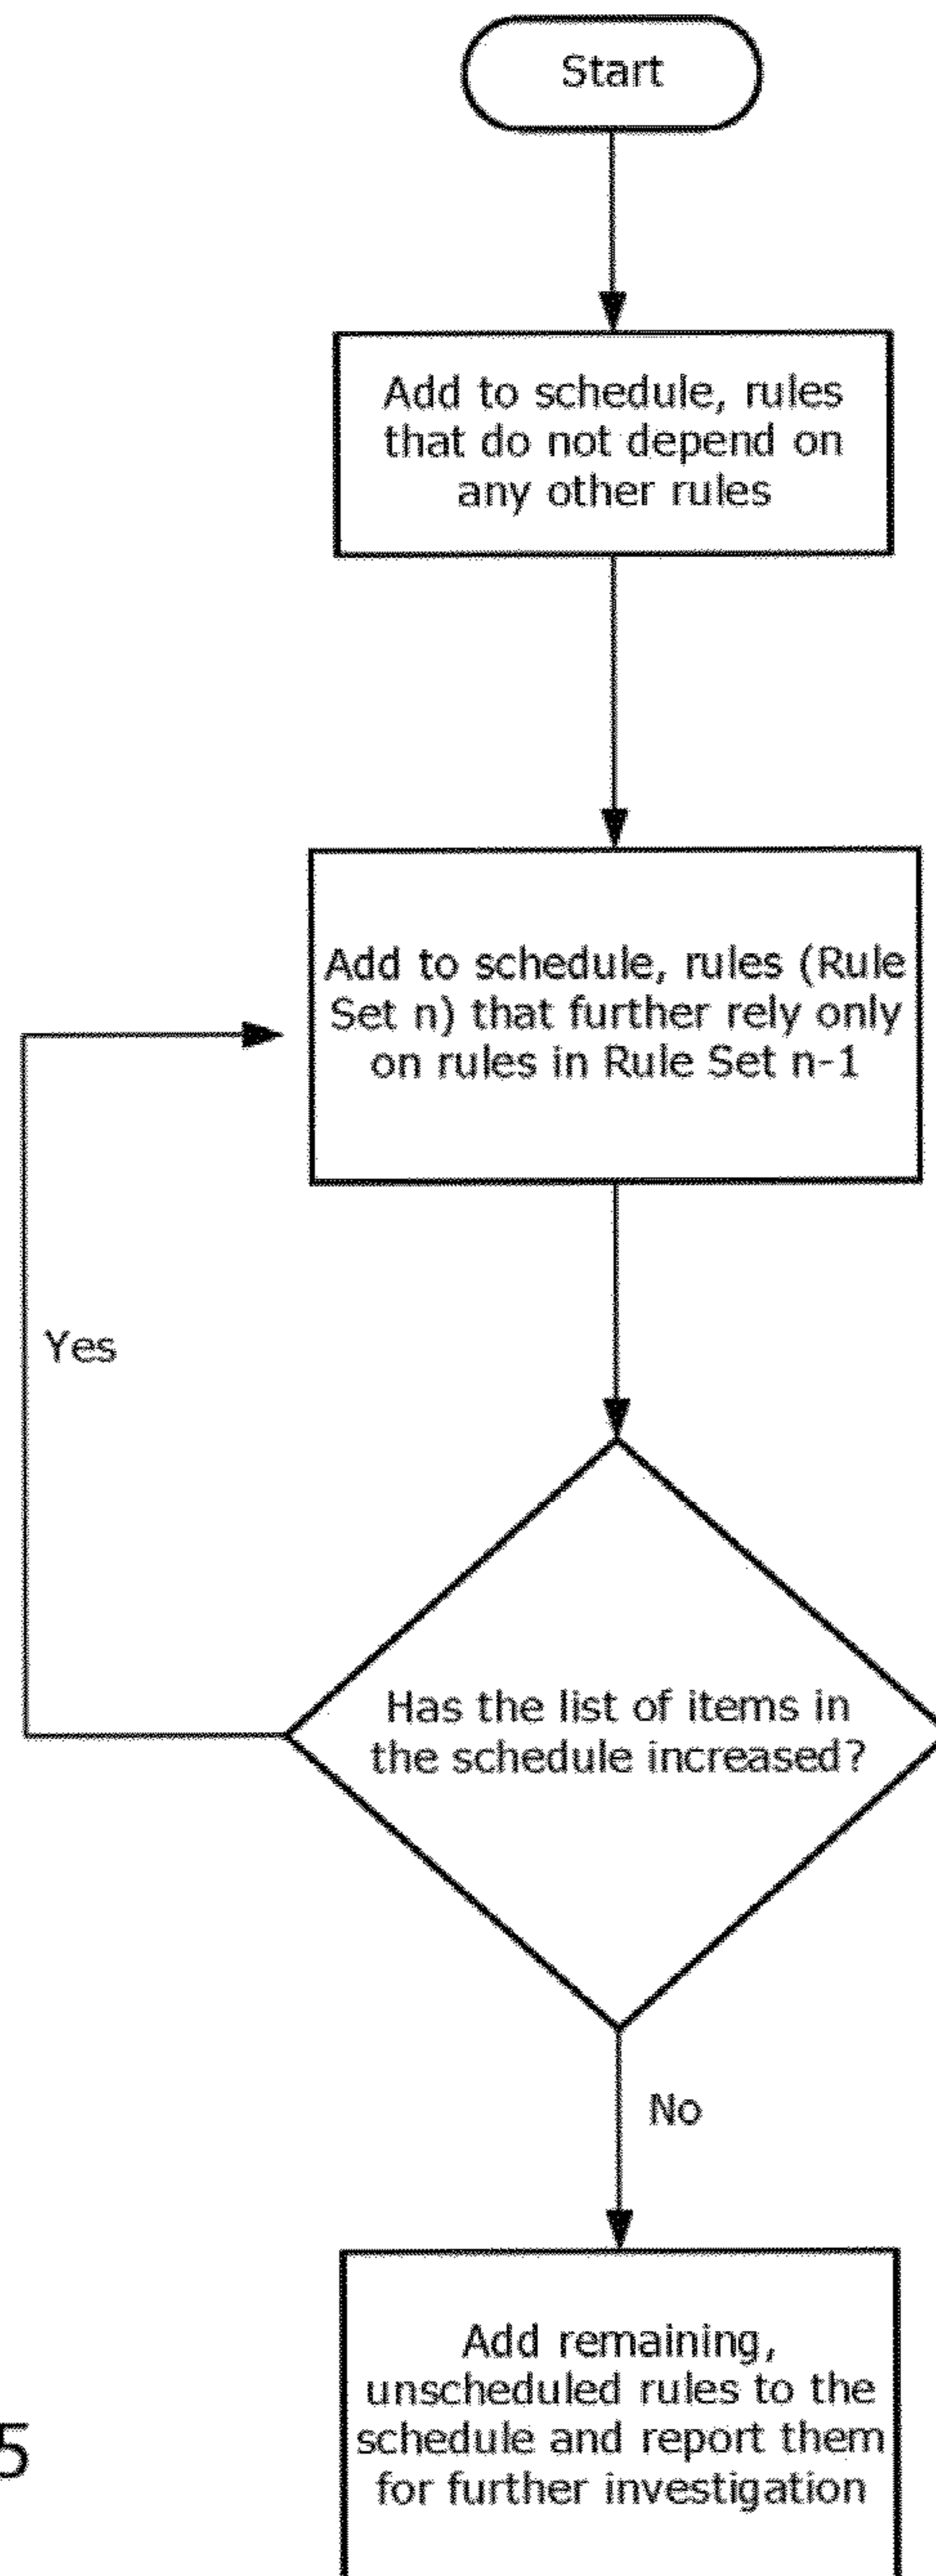 Start
Add to schedule, rules
that do not depend on
any other rules
Add to schedule, rules (Rule
Set n) that further rely only
on rules in Rule Set n-1
Yes
Has the list of items in
the schedule increased?
No
Add remaining,
unscheduled rules to the
schedule and report them
for further investigation
5